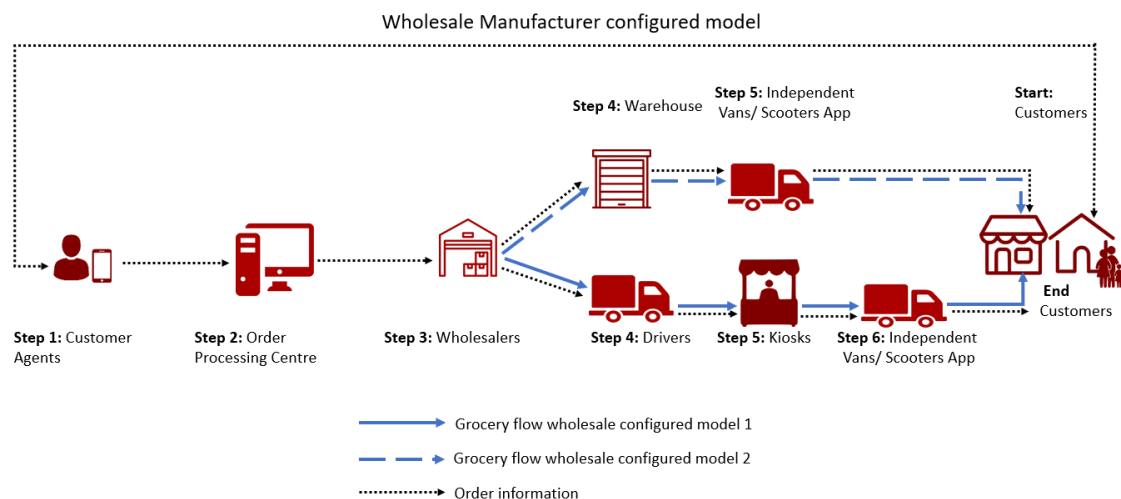 Wholesale Manufacturer configured model
Step 4: Warehouse
Step 5: Independent
Vans/ Scooters App
Start:
Customers
Step 1: Customer
Agents
Step 2: Order
Processing Centre
Step 3: Wholesalers
Step 4: Drivers
Step 5: Kiosks
Step 6: Independent
Vans/ Scooters App
End
Customers
Grocery flow wholesale configured model 1
Grocery flow wholesale configured model 2
Order information